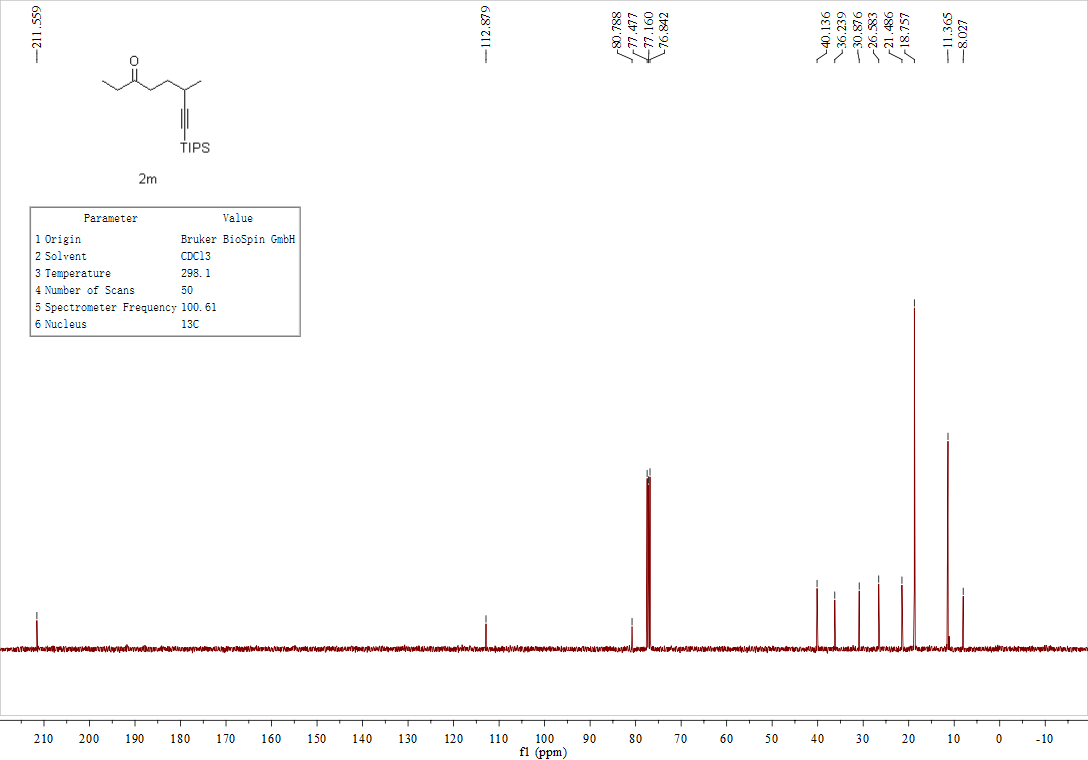 211.559
112.879
80.788
77.477
77.160
76.842
40.136
36.239
30.876
26.583
21.486
18.757
11.365
8.027
O
TIPS
2m
Parameter Value
1 Origin Bruker BioSpin GmbH
2 Solvent CDCl3
3 Temperature 298.1
4 Number of Scans 50
5 Spectrometer Frequency 100.61
6 Nucleus 13C
210 200 190 180 170 160 150 140 130 120 110 100 90 80 70 60 50 40 30 20 10 0 -10
f1 (ppm)